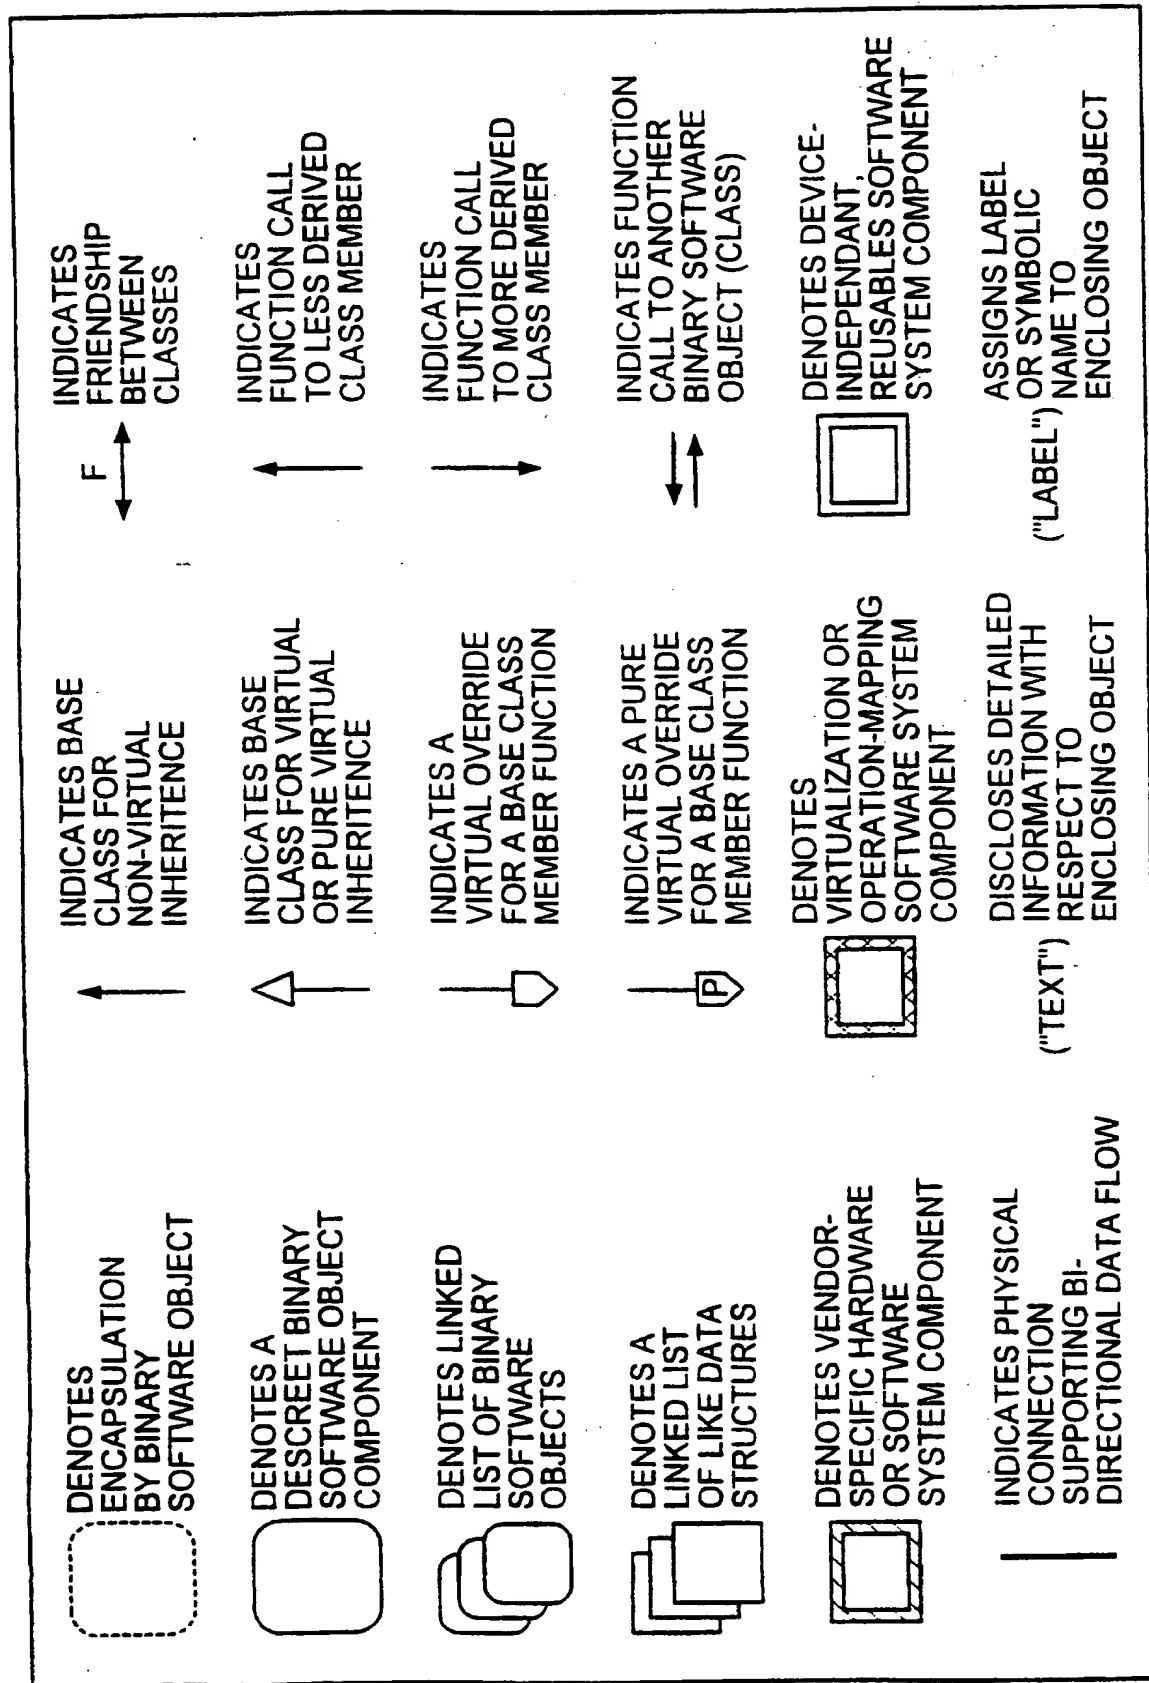 DENOTES
ENCAPSULATION
BY BINARY
SOFTWARE OBJECT
DENOTES A
DESCREET BINARY
SOFTWARE OBJECT
COMPONENT
DENOTES LINKED
LIST OF BINARY
SOFTWARE
OBJECTS
DENOTES A
LINKED LIST
OF LIKE DATA
STRUCTURES
DENOTES VENDOR-
SPECIFIC HARDWARE
OR SOFTWARE
SYSTEM COMPONENT
INDICATES PHYSICAL
CONNECTION
SUPPORTING BI-
DIRECTIONAL DATA FLOW
INDICATES BASE
CLASS FOR
NON-VIRTUAL
INHERITENCE
INDICATES BASE
CLASS FOR VIRTUAL
OR PURE VIRTUAL
INHERITENCE
INDICATES A
VIRTUAL OVERRIDE
FOR A BASE CLASS
MEMBER FUNCTION
P
INDICATES A PURE
VIRTUAL OVERRIDE
FOR A BASE CLASS
MEMBER FUNCTION
DENOTES
VIRTUALIZATION OR
OPERATION-MAPPING
SOFTWARE SYSTEM
COMPONENT
("TEXT")
DISCLOSES DETAILED
INFORMATION WITH
RESPECT TO
ENCLOSING OBJECT
F
INDICATES
FRIENDSHIP
BETWEEN
CLASSES
INDICATES
FUNCTION CALL
TO LESS DERIVED
CLASS MEMBER
INDICATES
FUNCTION CALL
TO MORE DERIVED
CLASS MEMBER
INDICATES FUNCTION
CALL TO ANOTHER
BINARY SOFTWARE
OBJECT (CLASS)
DENOTES DEVICE-
INDEPENDANT,
REUSABLES SOFTWARE
SYSTEM COMPONENT
("LABEL")
ASSIGNS LABEL
OR SYMBOLIC
NAME TO
ENCLOSING OBJECT